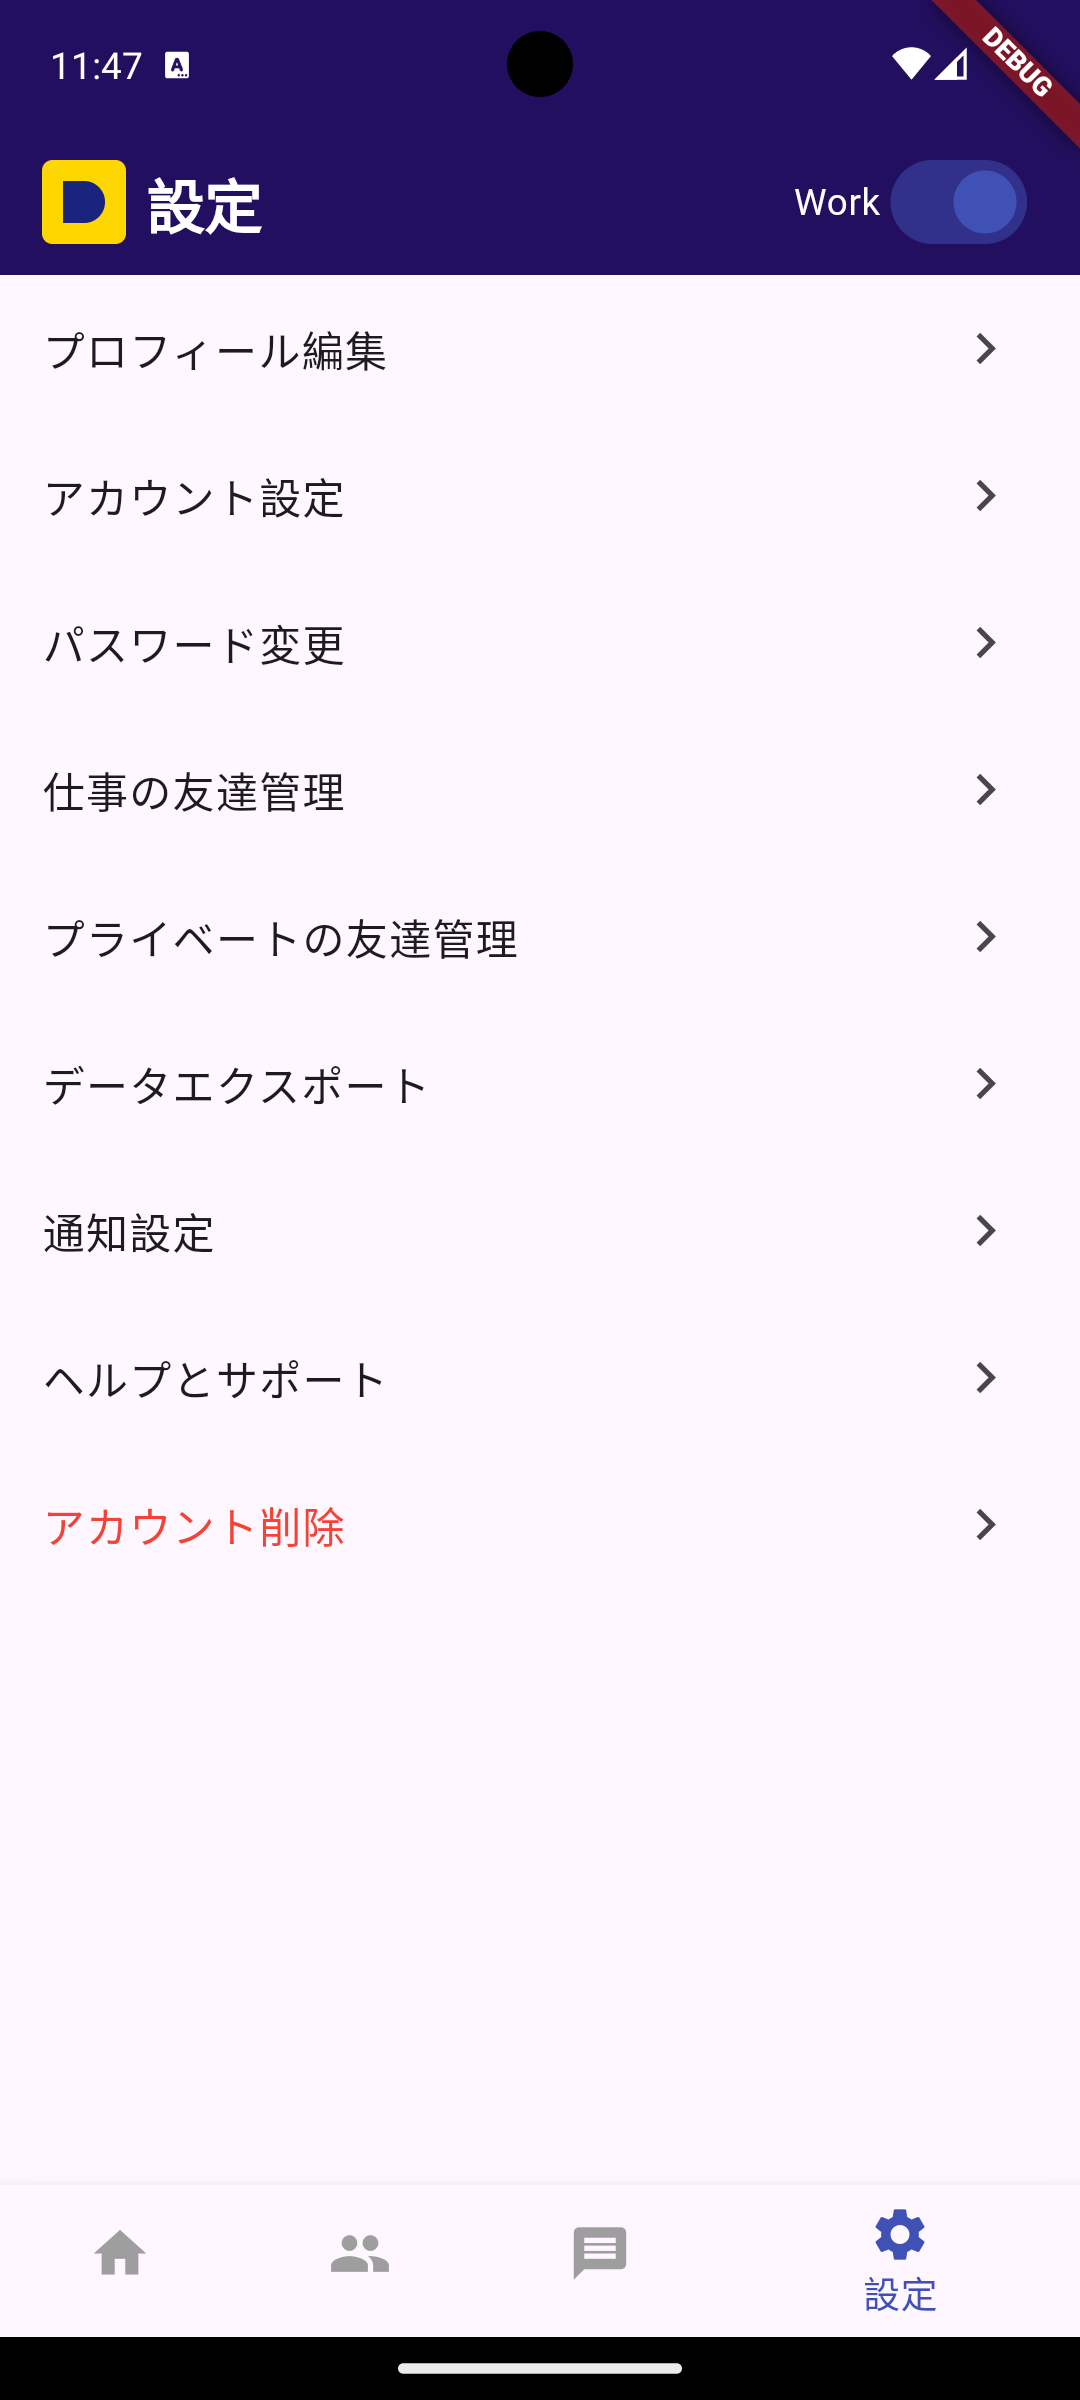 11:47
DEBUG
D 設定
Work
プロフィール編集
アカウント設定
パスワード変更
仕事の友達管理
プライベートの友達管理
データエクスポート
通知設定
ヘルプとサポート
アカウント削除
設定